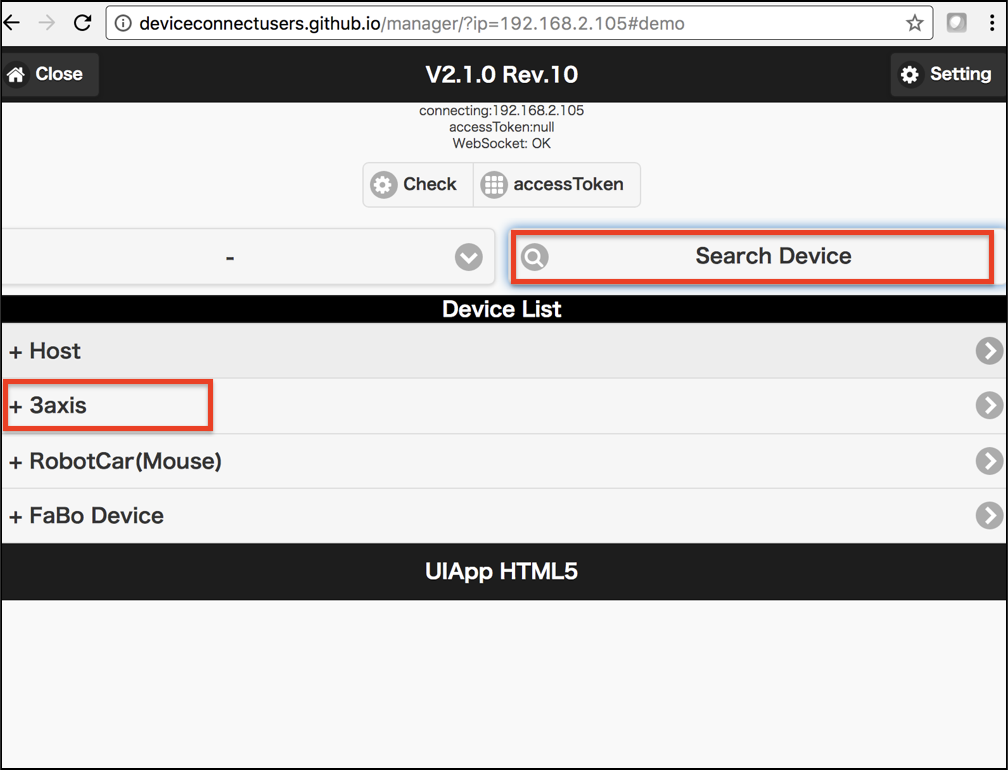 deviceconnectusers.github.io/manager/?ip=192.168.2.105#demo
Close
V2.1.0 Rev.10
Setting
connecting:192.168.2.105
accessToken:null
WebSocket: OK
Check
accessToken
-
Search Device
Device List
+ Host
+ 3axis
+ RobotCar(Mouse)
+ FaBo Device
UIApp HTML5